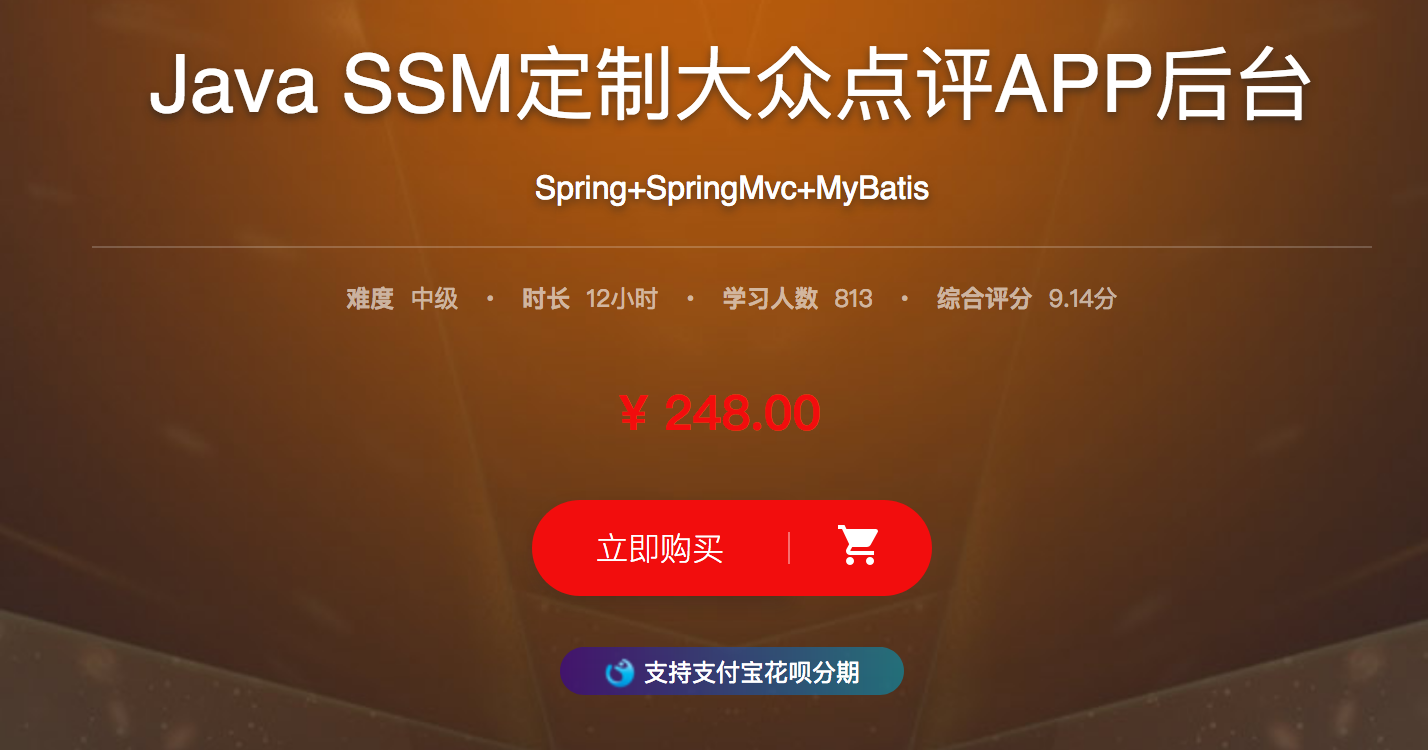 Java SSM定制大众点评APP后台
Spring+SpringMvc+MyBatis
难度 中级 · 时长 12小时 · 学习人数 813 · 综合评分 9.14分
¥ 248.00
立即购买
支持支付宝花呗分期